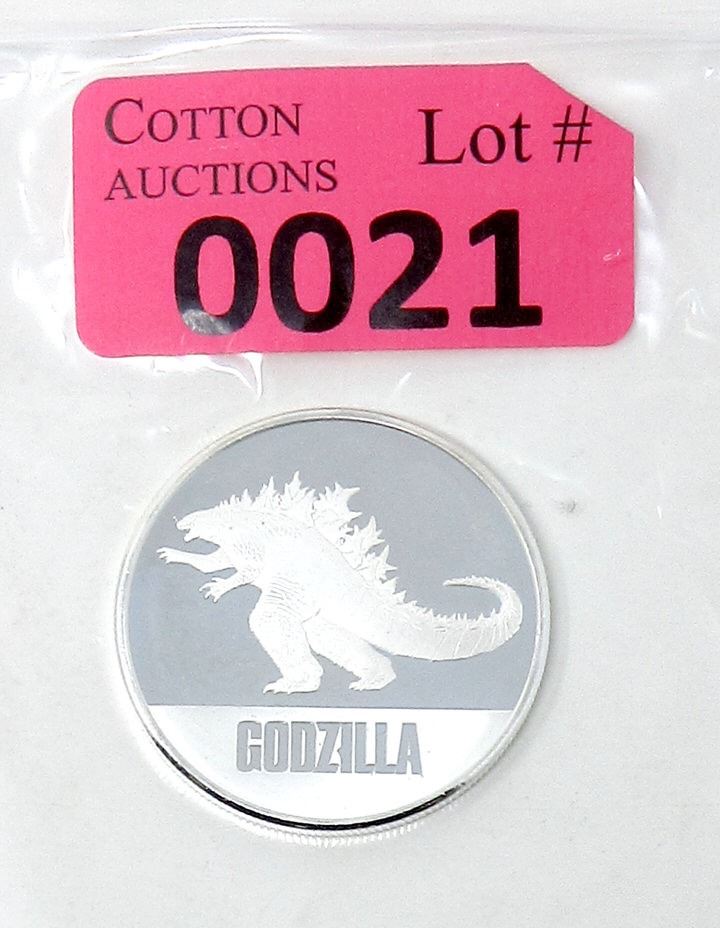 COTTON
AUCTIONS
Lot #
0021
GODZILLA